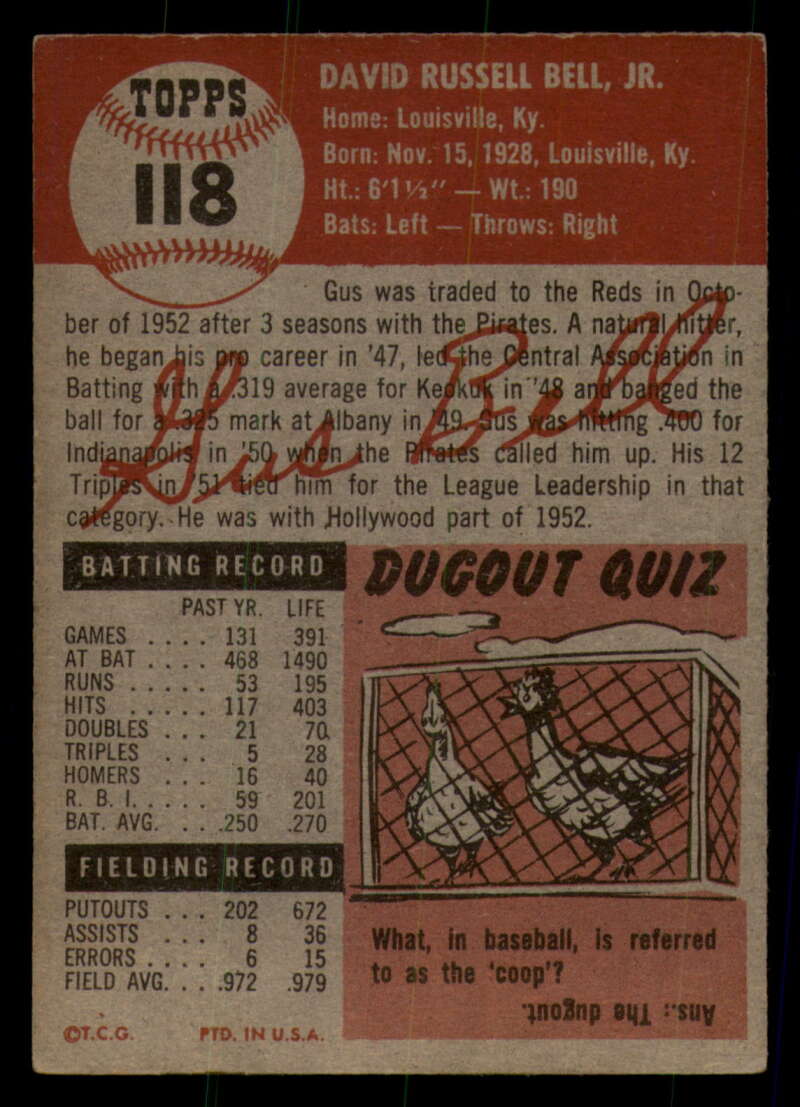 TOPPS
118
DAVID RUSSELL BELL, JR.
Home: Louisville, Ky.
Born: Nov. 15, 1928, Louisville, Ky.
Ht.: 6'1½" — Wt.: 190
Bats: Left — Throws: Right
Gus was traded to the Reds in Octo-
ber of 1952 after 3 seasons with the Pirates. A natural hitter,
he began his pro career in '47, led the Central Association in
Batting with a .319 average for Keokuk in '48 and banged the
ball for a .325 mark at Albany in '49. Gus was hitting .400 for
Indianapolis in '50 when the Pirates called him up. His 12
Triples in '51 tied him for the League Leadership in that
category. He was with Hollywood part of 1952.
Gus Bell
BATTING RECORD
PAST YR. LIFE
GAMES .... 131 391
AT BAT .... 468 1490
RUNS ..... 53 195
HITS ..... 117 403
DOUBLES ... 21 70
TRIPLES ... 5 28
HOMERS ... 16 40
R. B. I. .... 59 201
BAT. AVG. ... .250 .270
FIELDING RECORD
PUTOUTS ... 202 672
ASSISTS ... 8 36
ERRORS .... 6 15
FIELD AVG. ... .972 .979
©T.C.G. PTD. IN U.S.A.
DUGOUT QUIZ
What, in baseball, is referred
to as the 'coop'?
Ans.: The dugout.